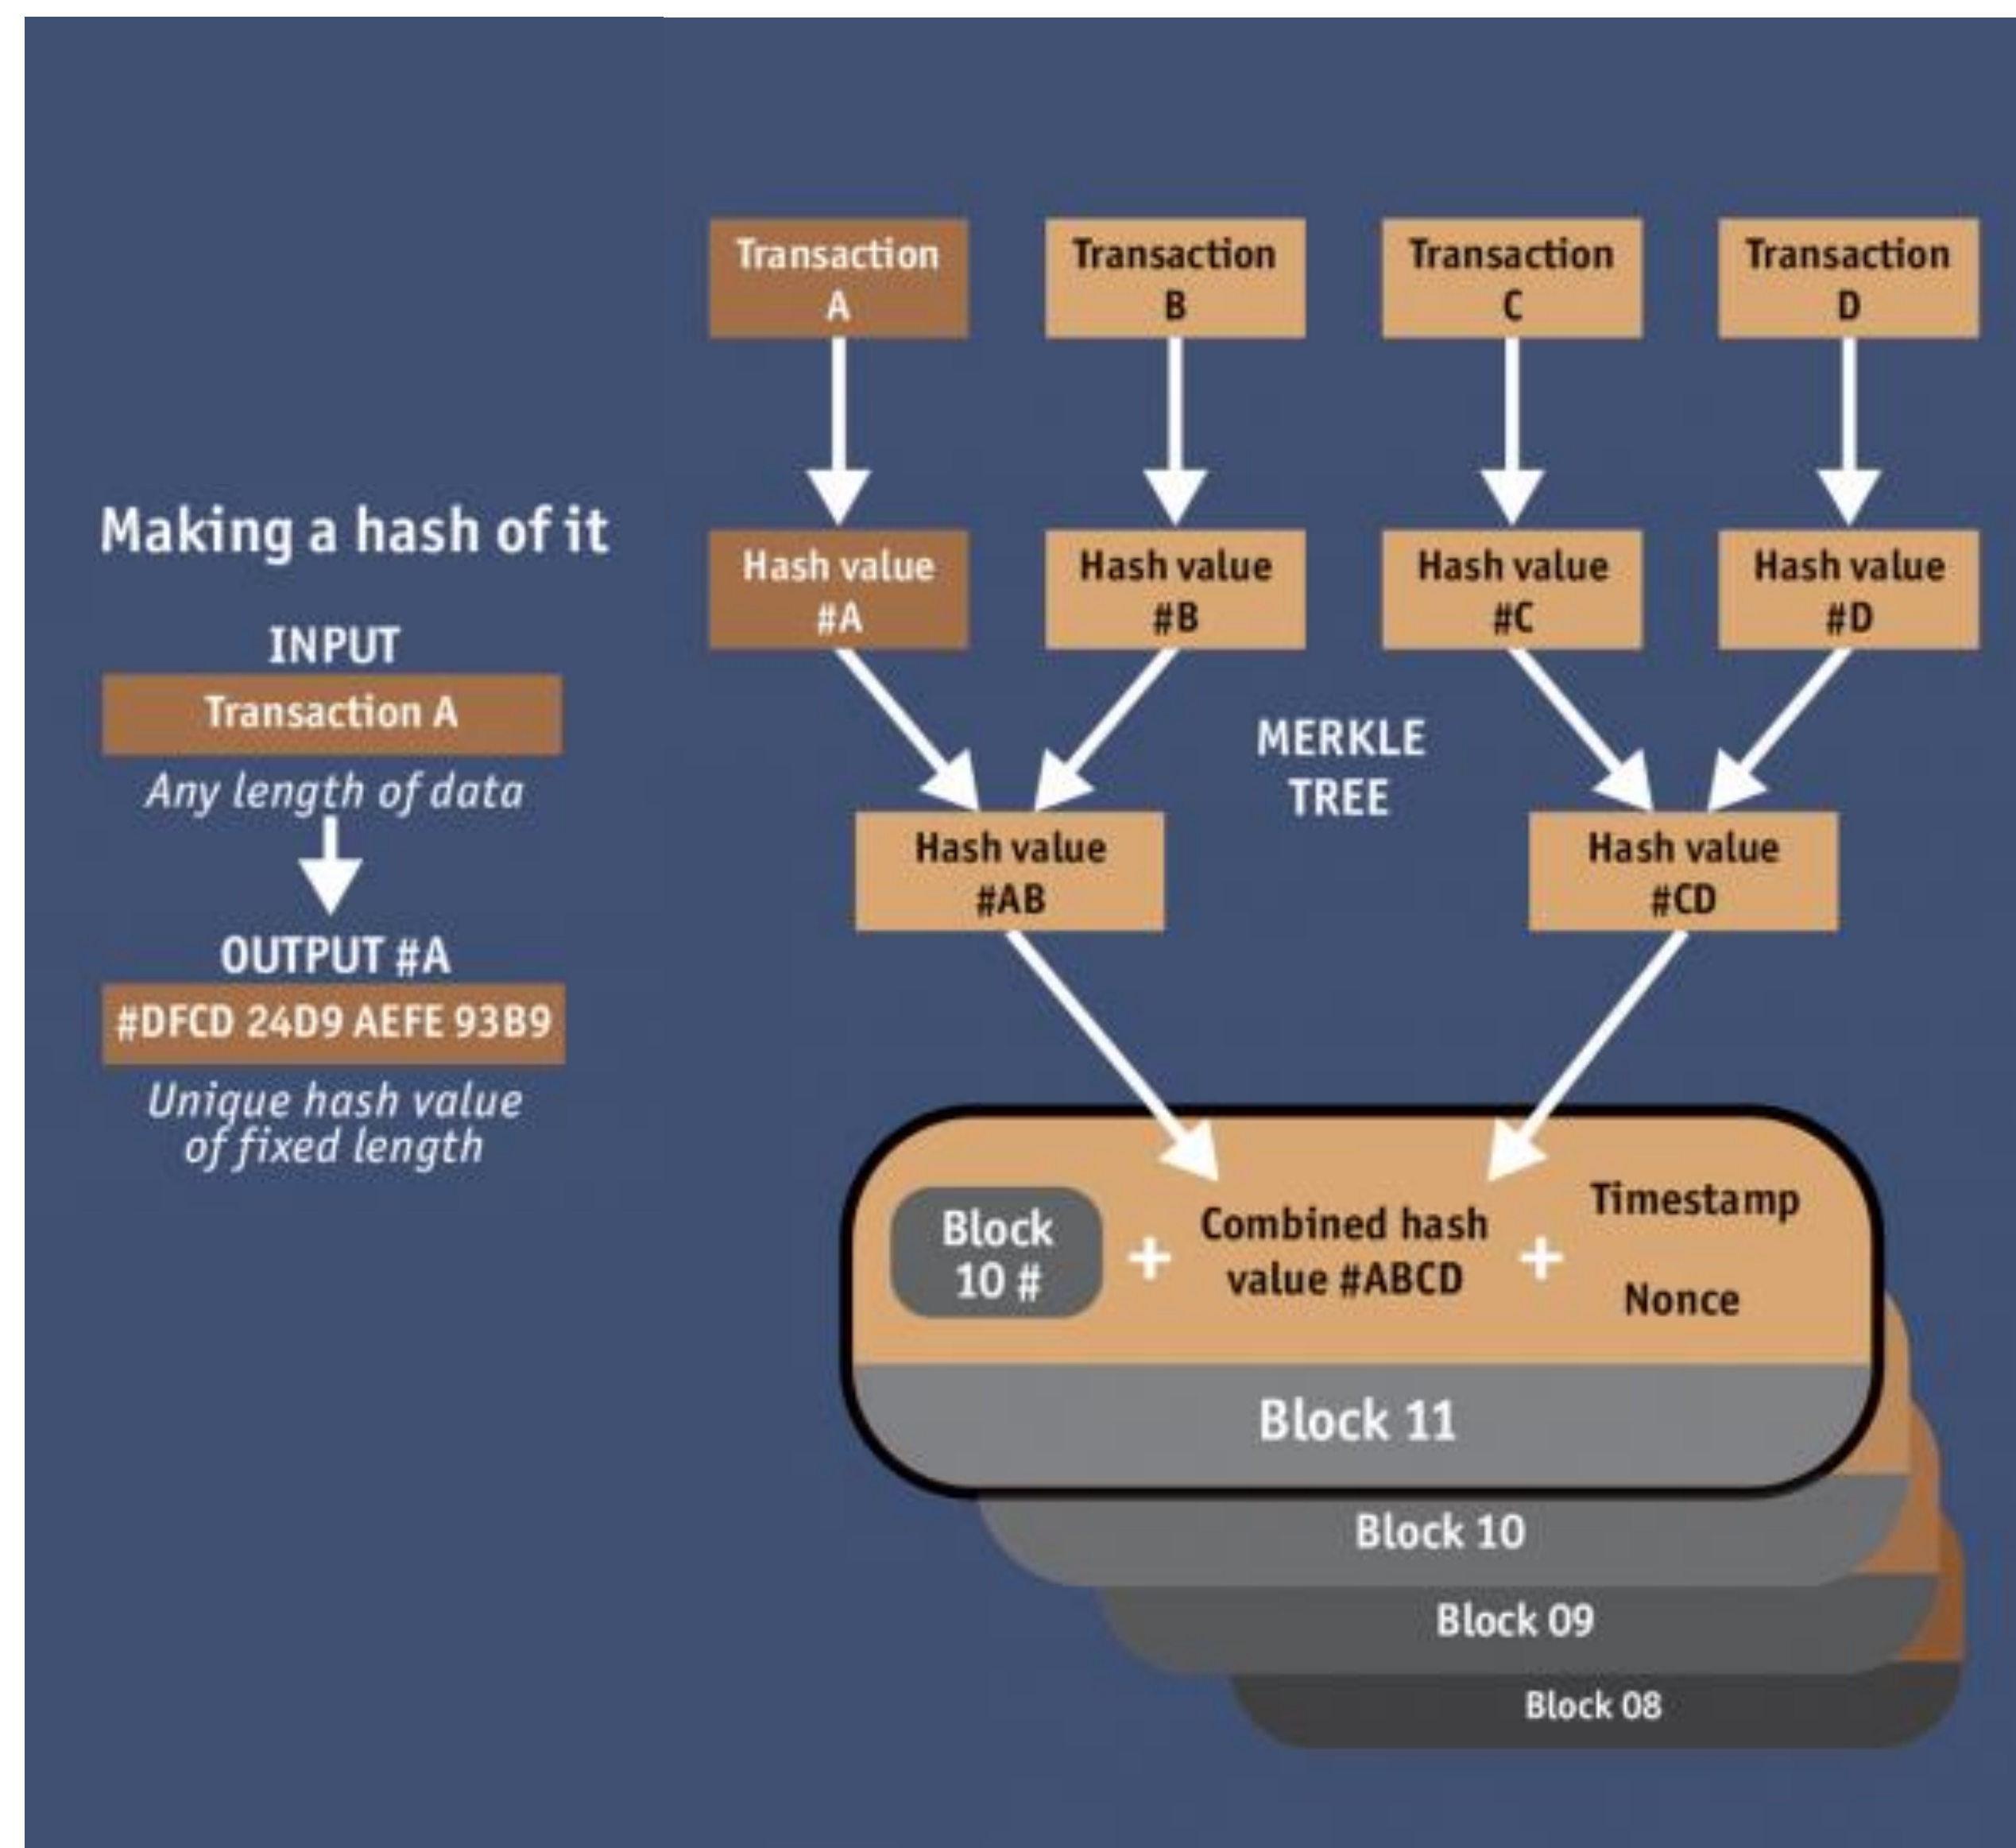 Making a hash of it
INPUT
Transaction A
Any length of data
OUTPUT #A
#DFCD 24D9 AEFE 93B9
Unique hash value
of fixed length
Transaction
A
Transaction
B
Transaction
C
Transaction
D
Hash value
#A
Hash value
#B
Hash value
#C
Hash value
#D
MERKLE
TREE
Hash value
#AB
Hash value
#CD
Block
10 #
+
Combined hash
value #ABCD
+
Timestamp
Nonce
Block 11
Block 10
Block 09
Block 08